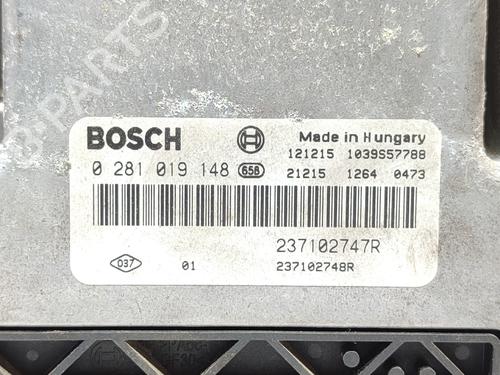 B-PARTS
BOSCH
Made in Hungary
0 281 019 148 658
121215 1039S57788
21215 1264 0473
237102747R
D37 01 237102748R